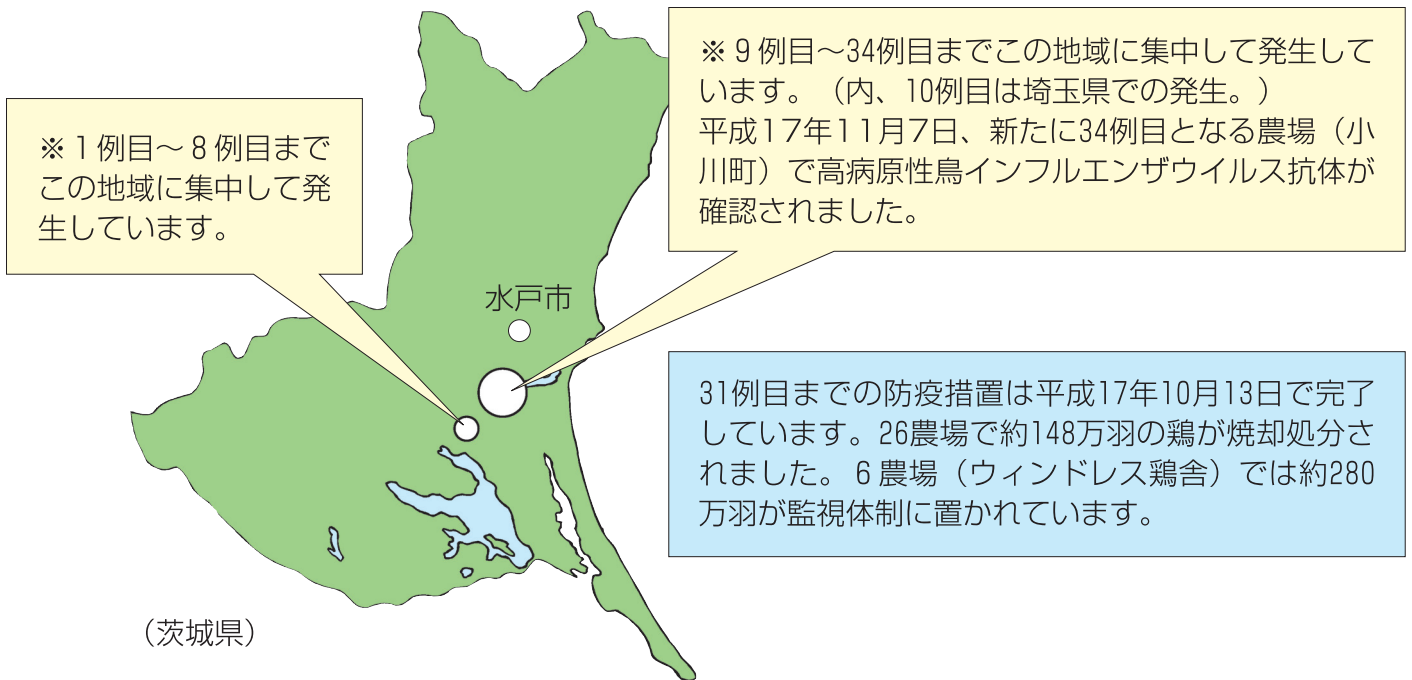 ※１例目～８例目まで
この地域に集中して発
生しています。
※９例目～34例目までこの地域に集中して発生して
います。（内、10例目は埼玉県での発生。）
平成17年11月7日、新たに34例目となる農場（小
川町）で高病原性鳥インフルエンザウイルス抗体が
確認されました。
水戸市
31例目までの防疫措置は平成17年10月13日で完了
しています。26農場で約148万羽の鶏が焼却処分さ
れました。６農場（ウィンドレス鶏舎）では約280
万羽が監視体制に置かれています。
（茨城県）